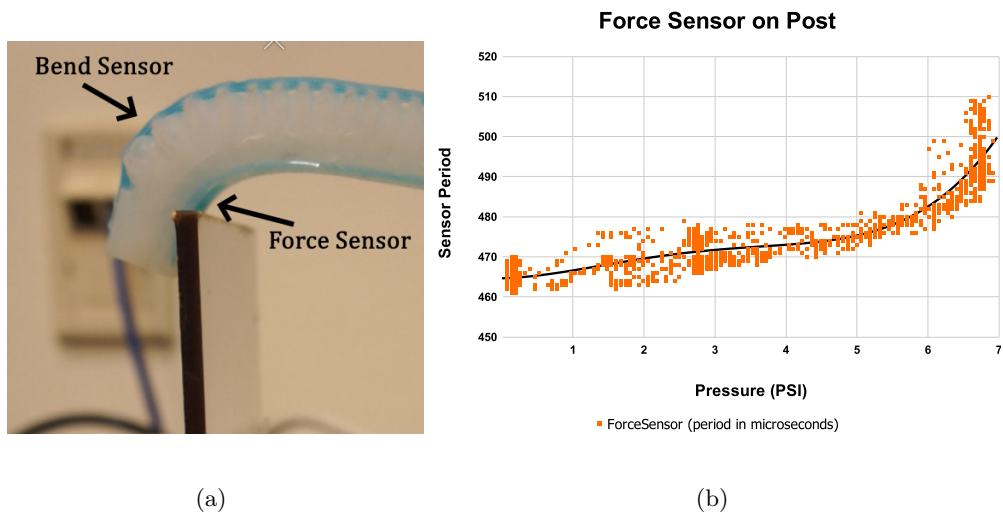 Bend Sensor
Force Sensor
(a)
Force Sensor on Post
Sensor Period
520
510
500
490
480
470
460
450
1 2 3 4 5 6 7
Pressure (PSI)
ForceSensor (period in microseconds)
(b)